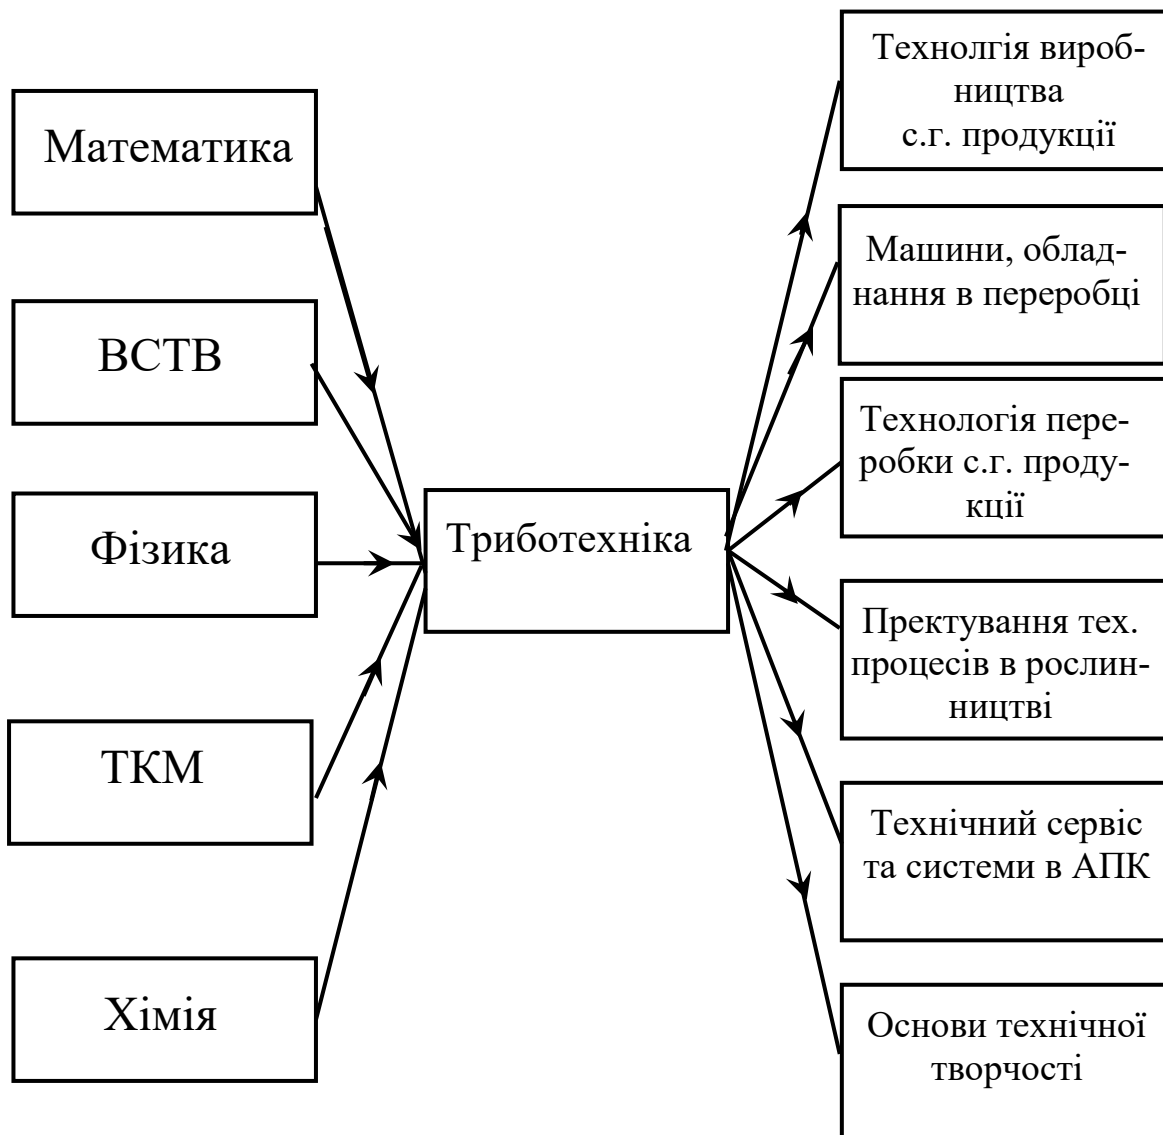 Математика
ВСТВ
Фізика
ТКМ
Хімія
Триботехніка
Технолгія вироб-
ництва
с.г. продукції
Машини, облад-
нання в переробці
Технологія пере-
робки с.г. проду-
кції
Пректування тех.
процесів в рослин-
ництві
Технічний сервіс
та системи в АПК
Основи технічної
творчості